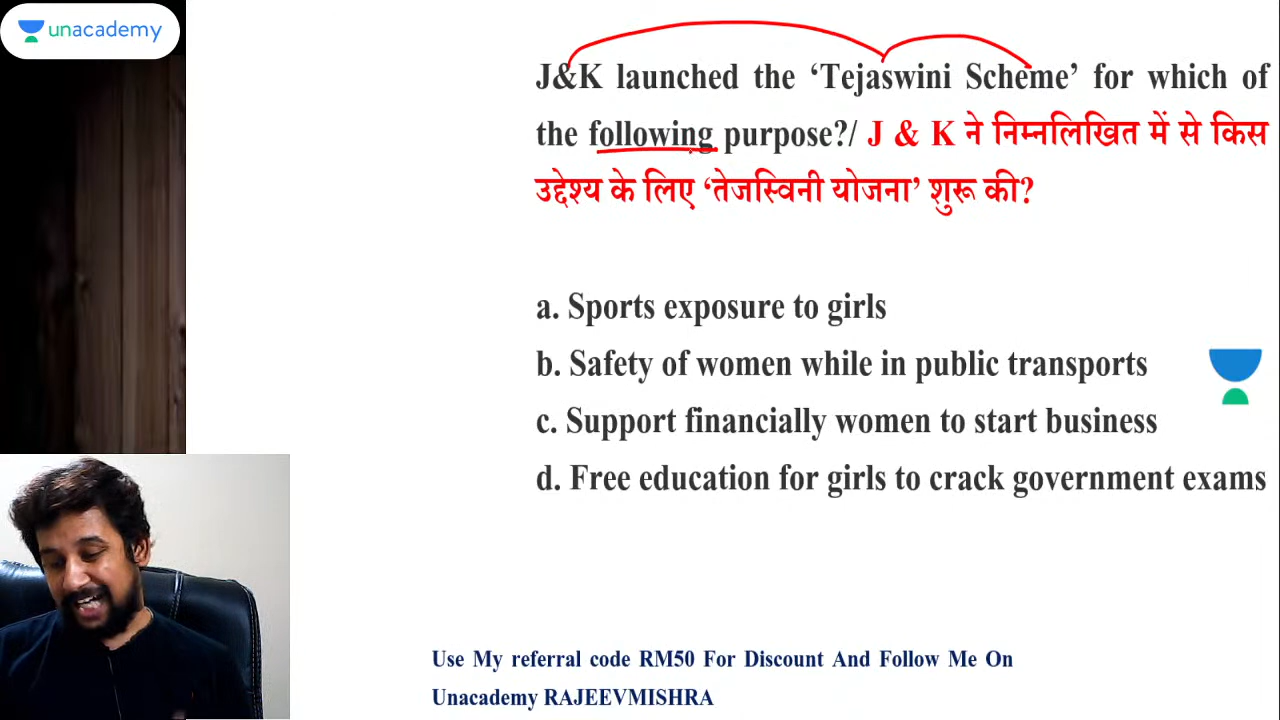 unacademy
J&K launched the ‘Tejaswini Scheme’ for which of
the following purpose?/ J & K ने निम्नलिखित में से किस
उद्देश्य के लिए ‘तेजस्विनी योजना’ शुरू की?
a. Sports exposure to girls
b. Safety of women while in public transports
c. Support financially women to start business
d. Free education for girls to crack government exams
Use My referral code RM50 For Discount And Follow Me On
Unacademy RAJEEVMISHRA